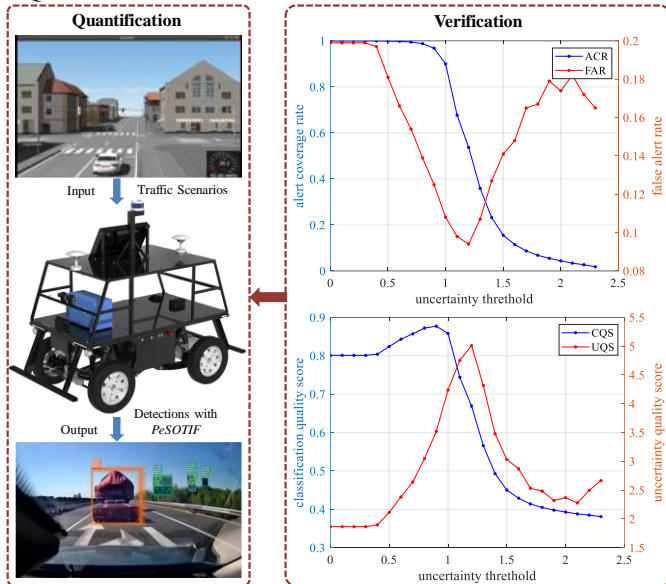 Quantification
Input
Traffic Scenarios
Output
Detections with
PeSOTIF
Verification
ACR
FAR
1
0.8
0.6
0.4
0.2
0
alert coverage rate
0.2
0.18
0.16
0.14
0.12
0.1
0.08
false alert rate
0 0.5 1 1.5 2 2.5
uncertainty threthold
CQS
UQS
0.9
0.8
0.7
0.6
0.5
0.4
0.3
classification quality score
5.5
5
4.5
4
3.5
3
2.5
2
1.5
uncertainty quality score
0 0.5 1 1.5 2 2.5
uncertainty threthold